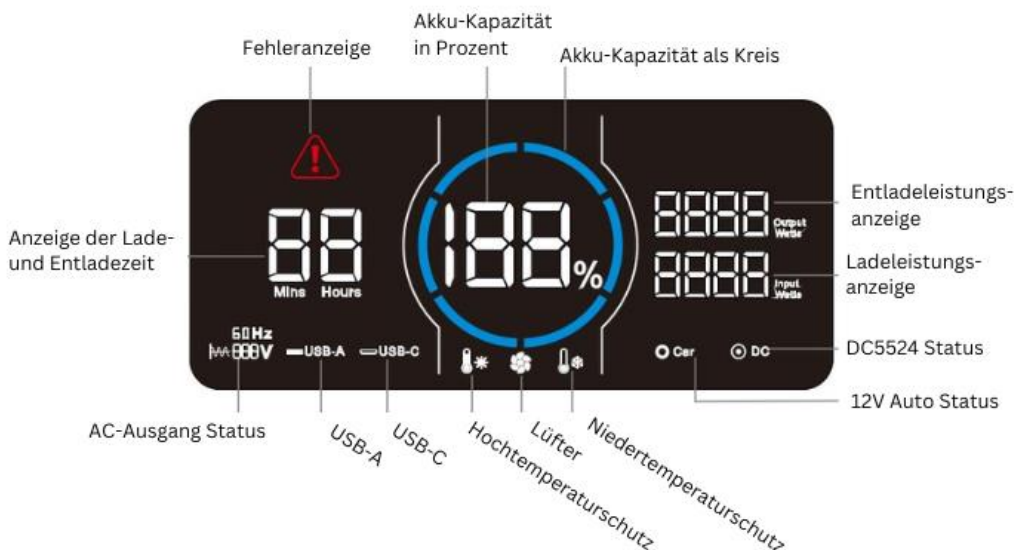 Akku-Kapazität
in Prozent
Fehleranzeige
Akku-Kapazität als Kreis
Entladeleistungs-
anzeige
Anzeige der Lade-
und Entladezeit
Ladeleistungs-
anzeige
88
Mins Hours
188%
8888 Output Watts
8888 Input Watts
60Hz
888V
USB-A
USB-C
Car
DC
DC5524 Status
12V Auto Status
AC-Ausgang Status
USB-A
USB-C
Hochtemperaturschutz
Lüfter
Niedertemperaturschutz